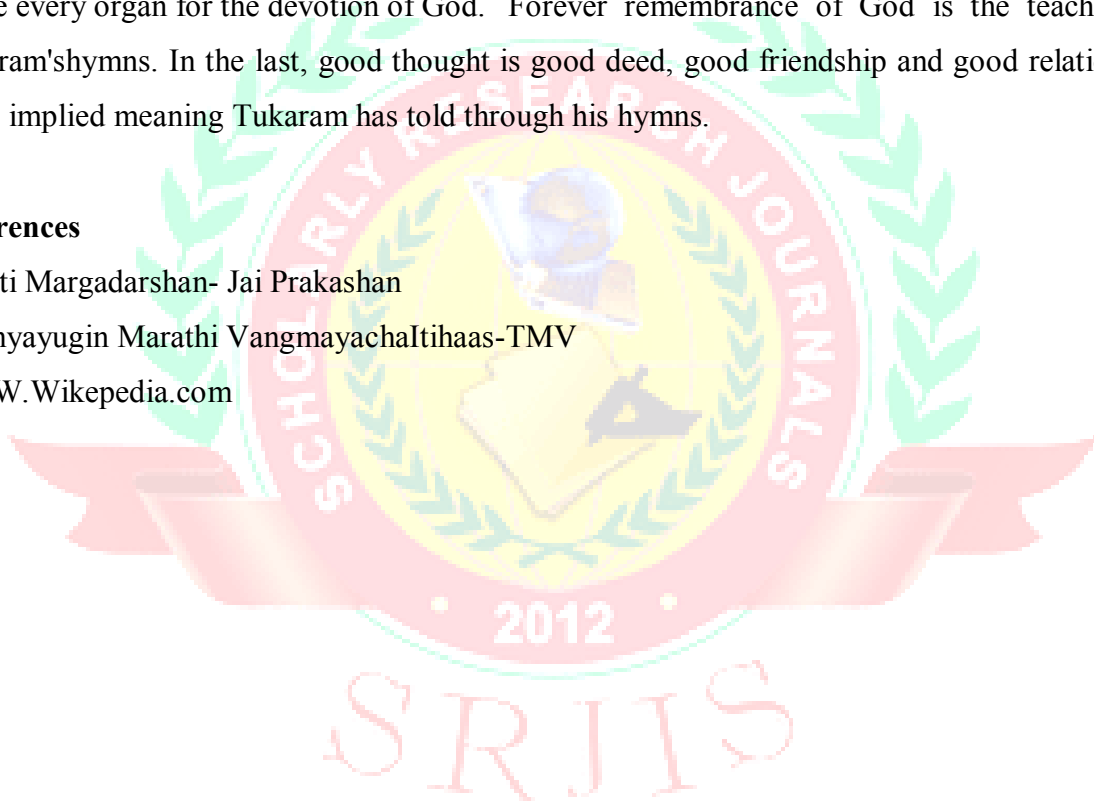 e every organ for the devotion of God. Forever remembrance of God is the teach
ram'shymns. In the last, good thought is good deed, good friendship and good relati
implied meaning Tukaram has told through his hymns.
rences
ti Margadarshan- Jai Prakashan
nyayugin Marathi VangmayachaItihaas-TMV
W.Wikepedia.com
SCHOLARLY RESEARCH JOURNALS
2012
SRJIS